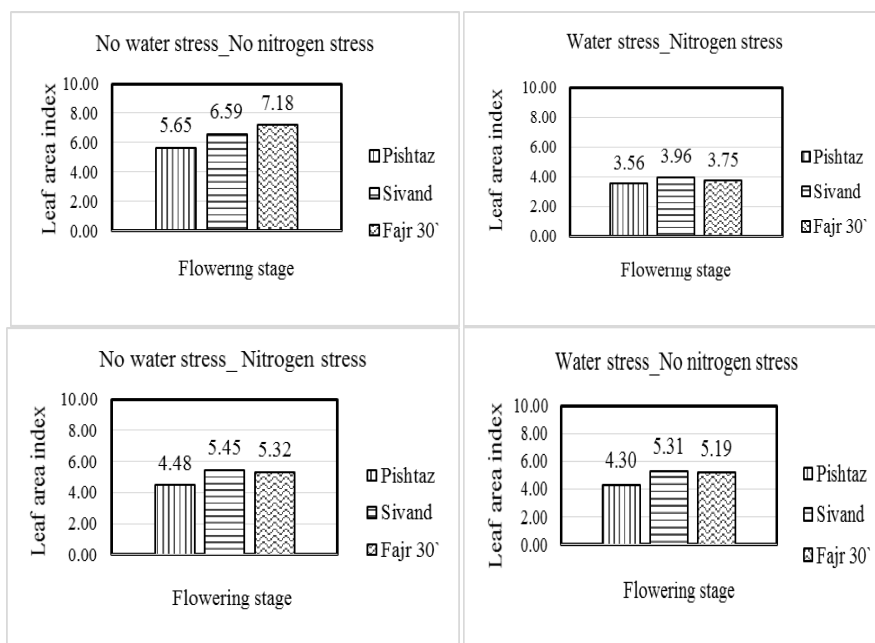 No water stress_No nitrogen stress
Leaf area index
10.00
8.00
6.00
4.00
2.00
0.00
5.65
6.59
7.18
Pishtaz
Sivand
Fajr 30`
Flowering stage
Water stress_Nitrogen stress
Leaf area index
10.00
8.00
6.00
4.00
2.00
0.00
3.56
3.96
3.75
Pishtaz
Sivand
Fajr 30`
Flowering stage
No water stress_ Nitrogen stress
Leaf area index
10.00
8.00
6.00
4.00
2.00
0.00
4.48
5.45
5.32
Pishtaz
Sivand
Fajr 30`
Flowering stage
Water stress_No nitrogen stress
Leaf area index
10.00
8.00
6.00
4.00
2.00
0.00
4.30
5.31
5.19
Pishtaz
Sivand
Fajr 30`
Flowering stage